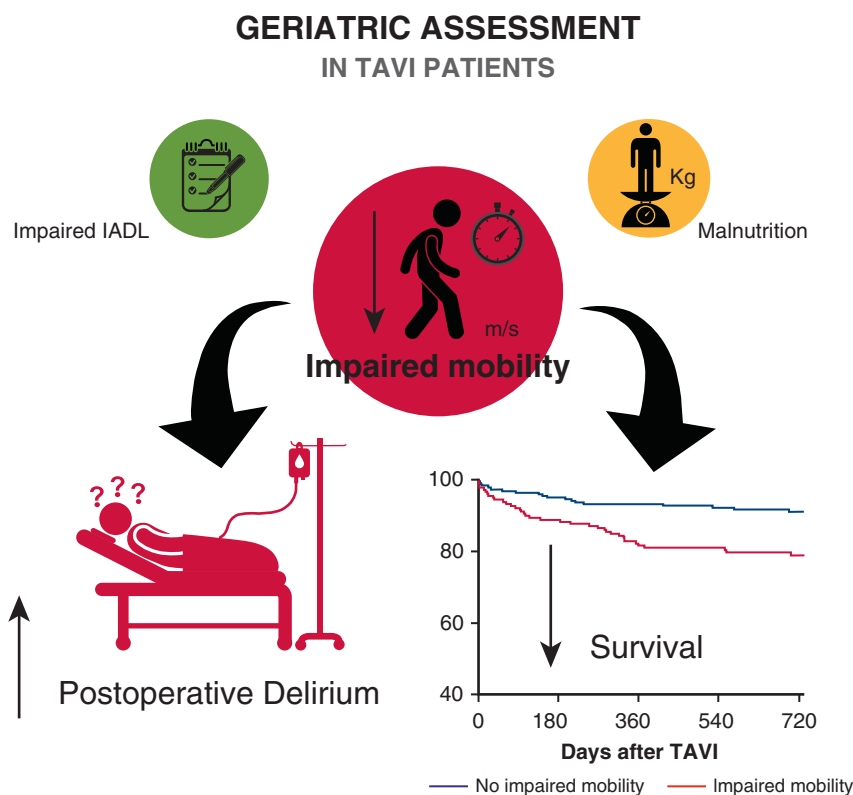 GERIATRIC ASSESSMENT
IN TAVI PATIENTS
Impaired IADL
Kg
Malnutrition
m/s
Impaired mobility
? ? ?
Postoperative Delirium
100
80
60
40
Survival
0 180 360 540 720
Days after TAVI
No impaired mobility Impaired mobility